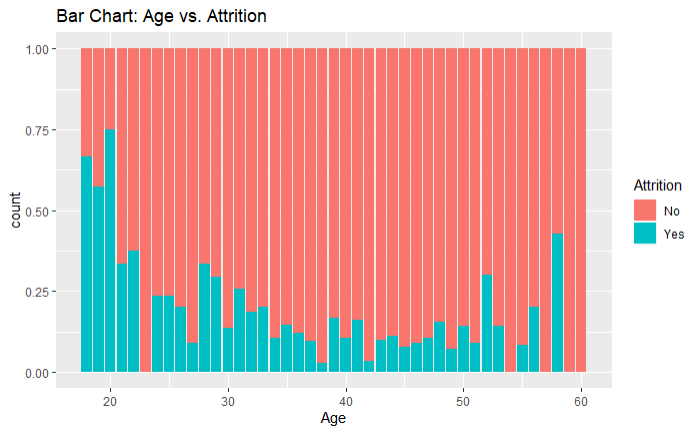 Bar Chart: Age vs. Attrition
1.00
0.75
0.50
0.25
0.00
count
20 30 40 50 60
Age
Attrition
No
Yes